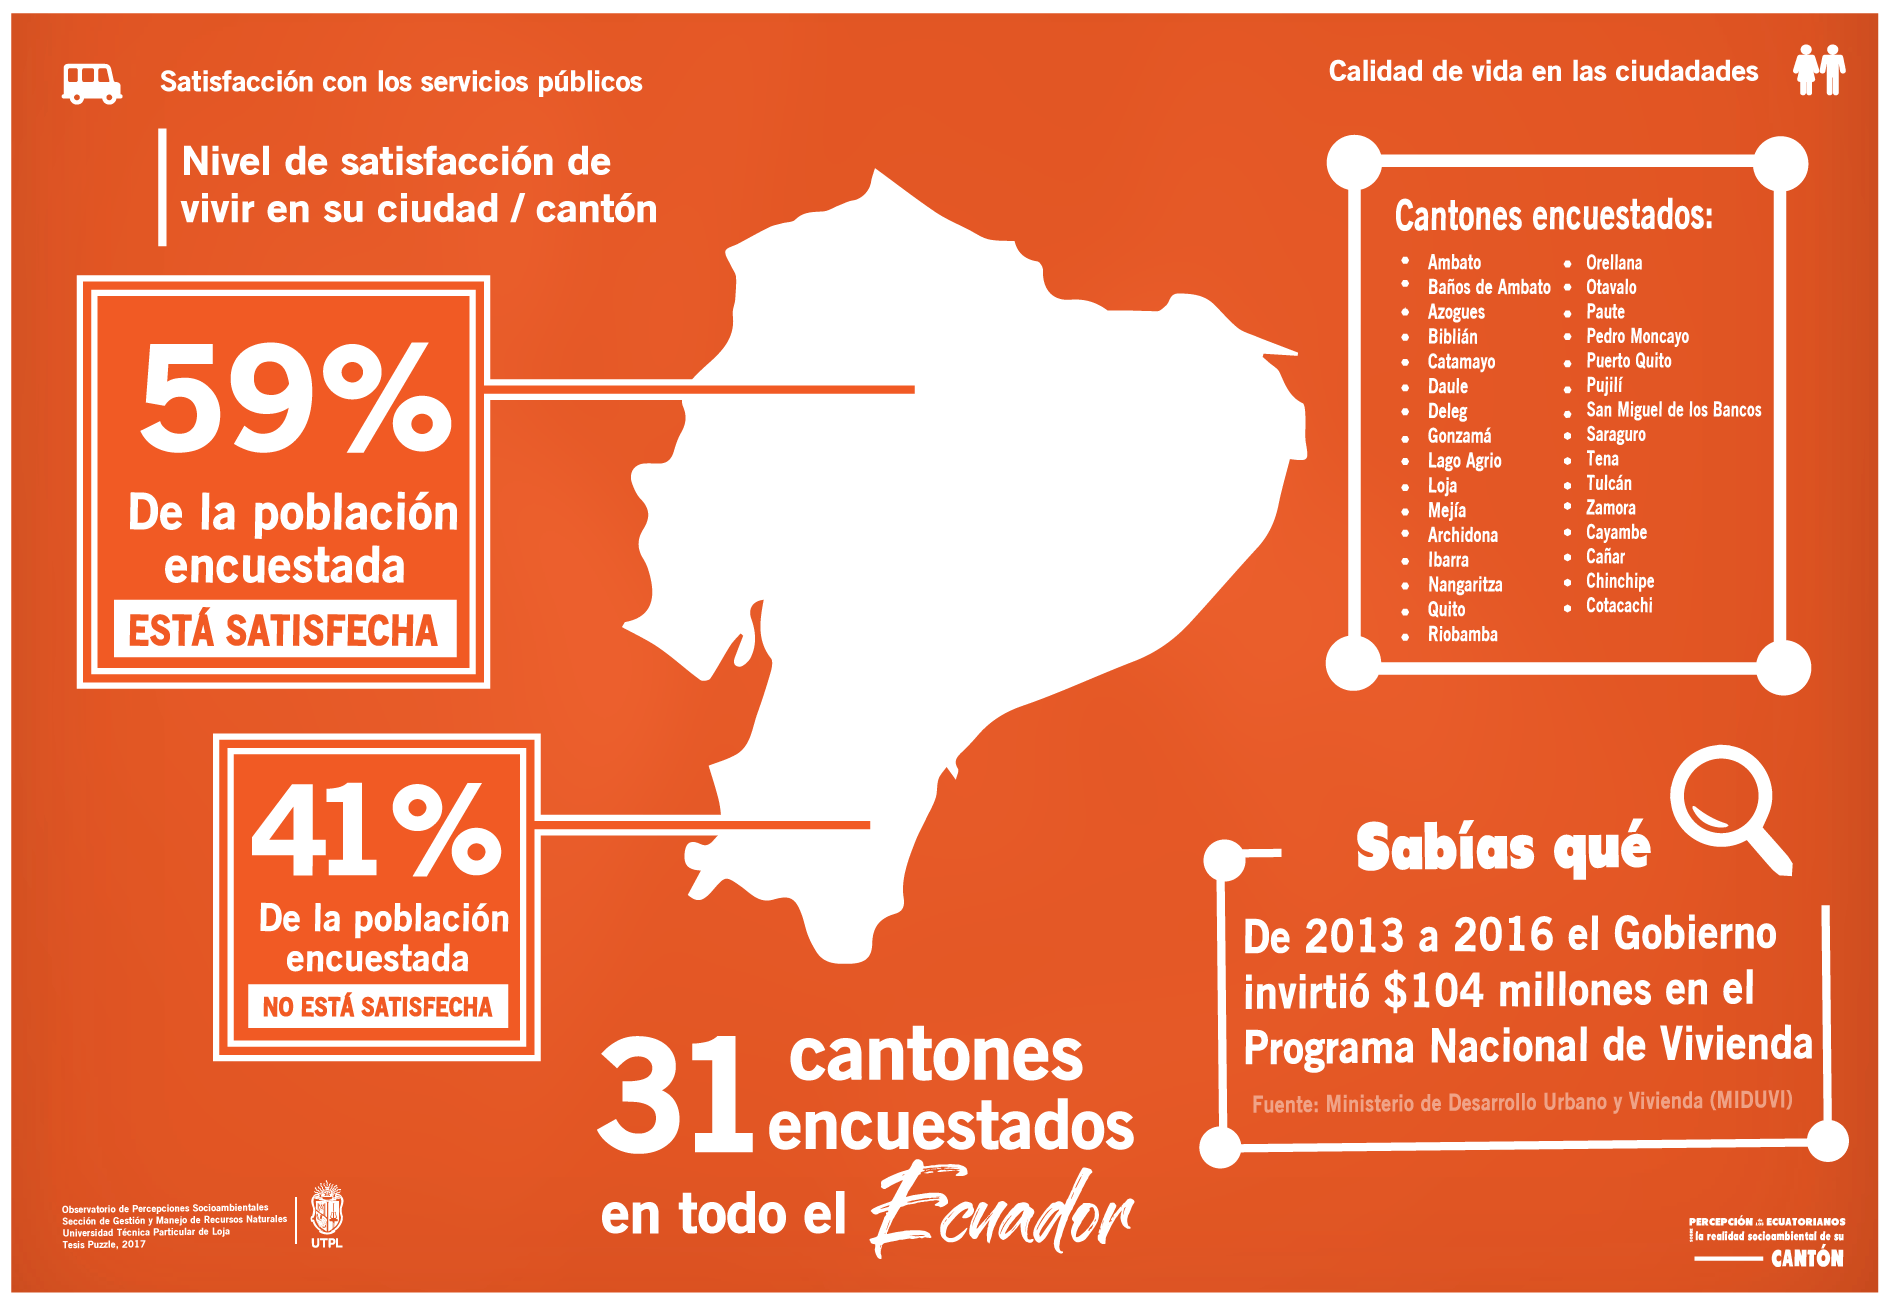 Satisfacción con los servicios públicos
Calidad de vida en las ciudadades
Nivel de satisfacción de
vivir en su ciudad / cantón
59%
De la población
encuestada
ESTÁ SATISFECHA
41%
De la población
encuestada
NO ESTÁ SATISFECHA
31 cantones
encuestados
en todo el Ecuador
Cantones encuestados:
Ambato
Baños de Ambato
Azogues
Biblián
Catamayo
Daule
Deleg
Gonzamá
Lago Agrio
Loja
Mejía
Archidona
Ibarra
Nangaritza
Quito
Riobamba
Orellana
Otavalo
Paute
Pedro Moncayo
Puerto Quito
Pujilí
San Miguel de los Bancos
Saraguro
Tena
Tulcán
Zamora
Cayambe
Cañar
Chinchipe
Cotacachi
Sabías qué
De 2013 a 2016 el Gobierno
invirtió $104 millones en el
Programa Nacional de Vivienda
Fuente: Ministerio de Desarrollo Urbano y Vivienda (MIDUVI)
Observatorio de Percepciones Socioambientales
Sección de Gestión y Manejo de Recursos Naturales
Universidad Técnica Particular de Loja
Tesis Puzzle, 2017
UTPL
PERCEPCIÓN ECUATORIANOS
la realidad socioambiental de su
CANTÓN